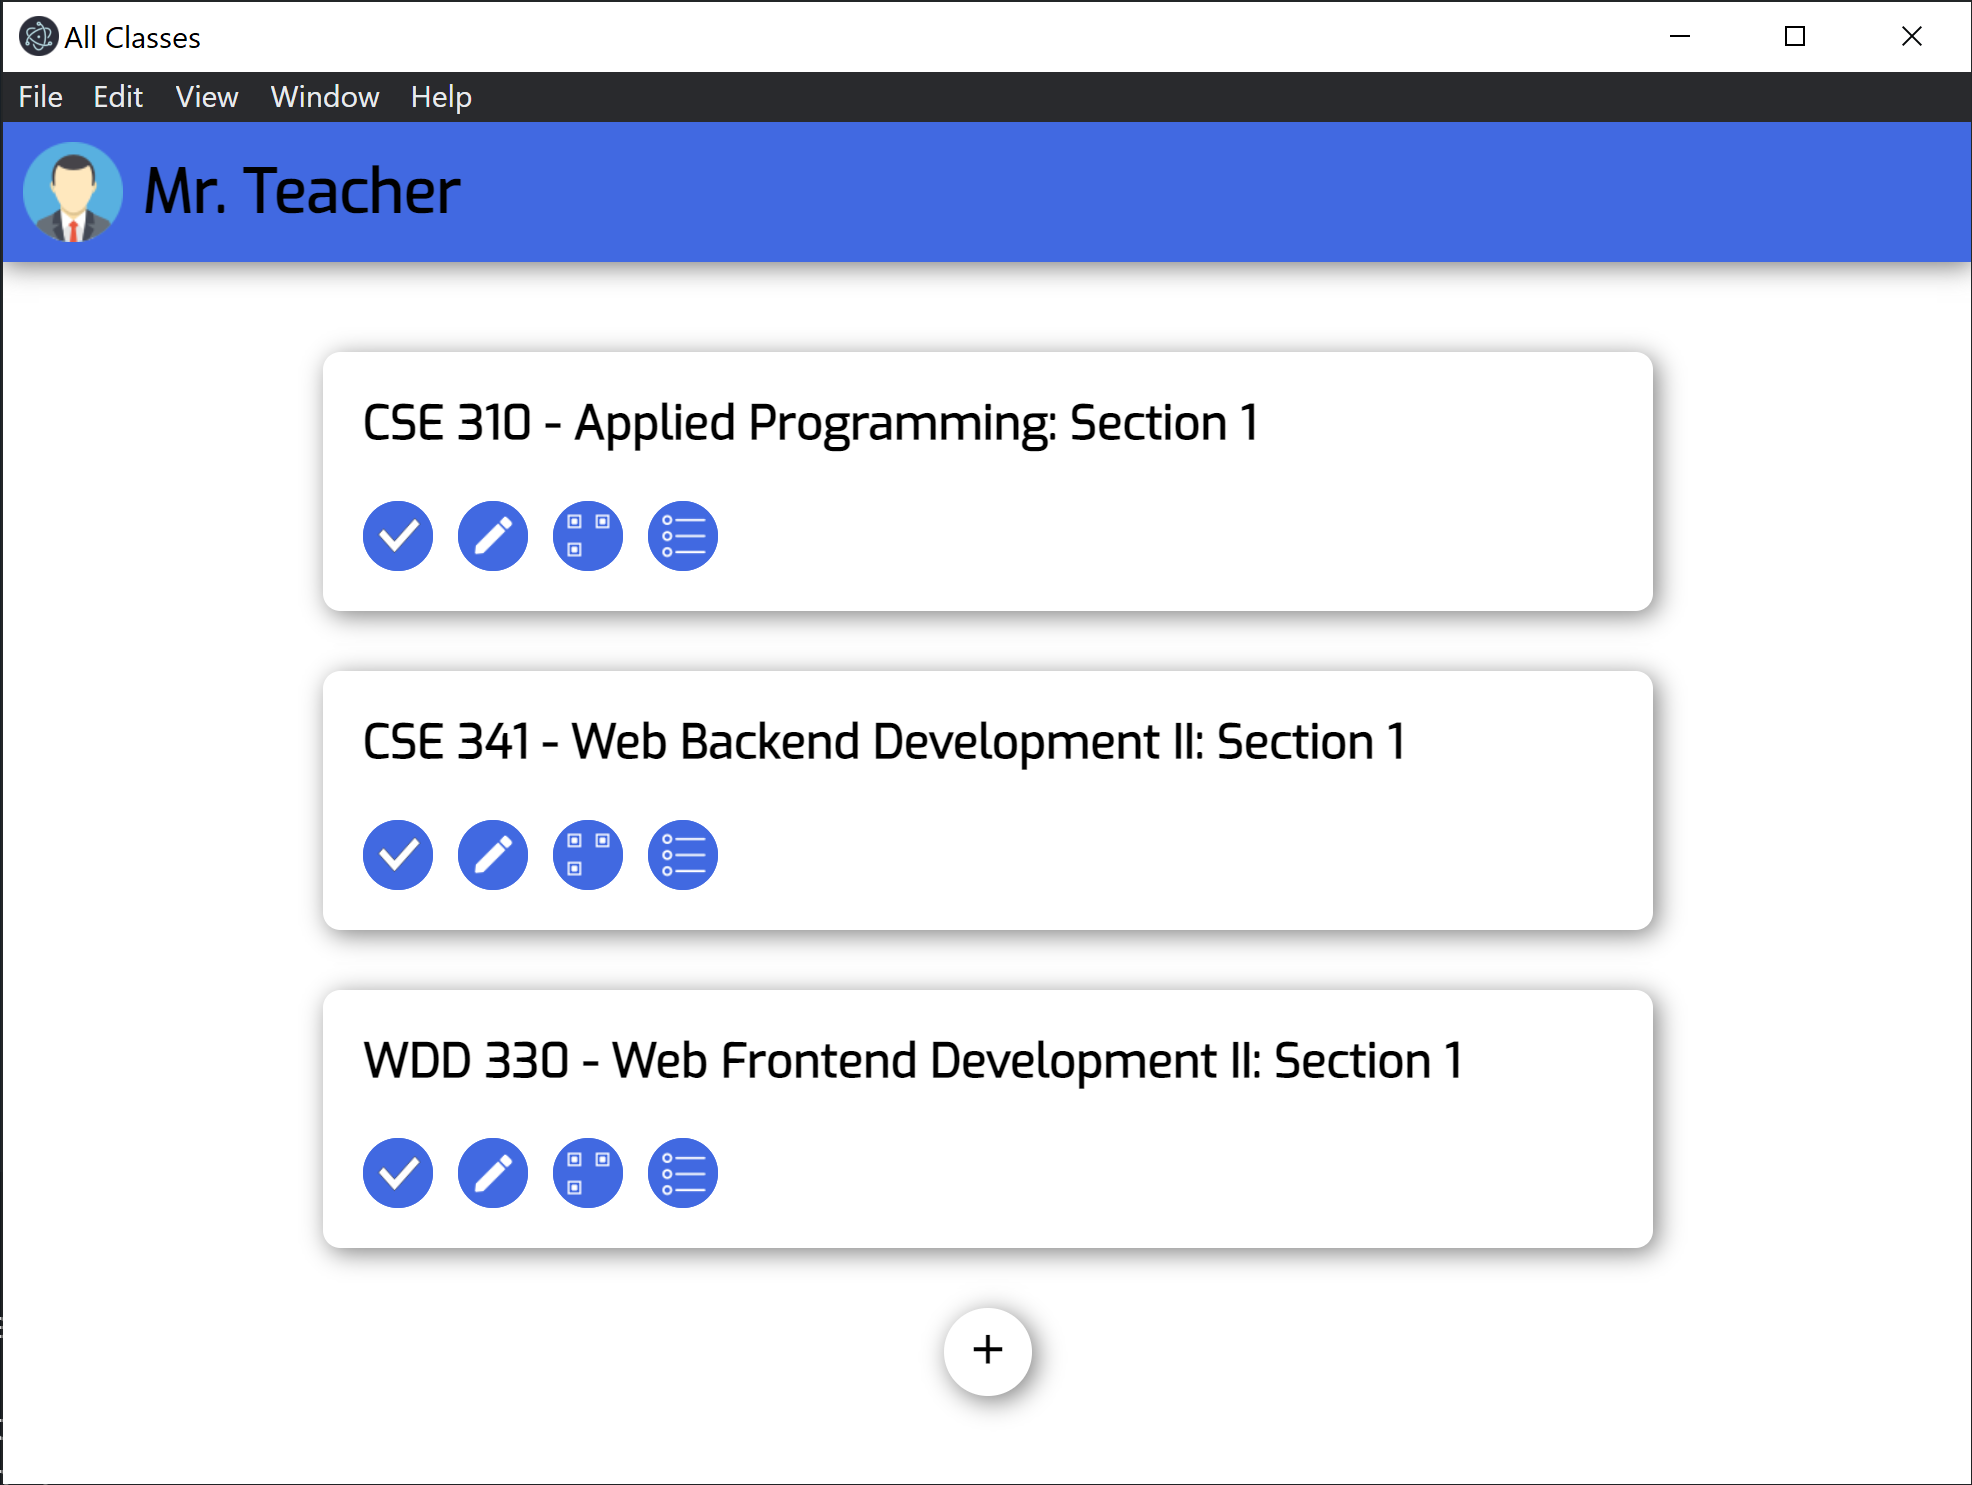 All Classes
File Edit View Window Help
Mr. Teacher
CSE 310 - Applied Programming: Section 1
CSE 341 - Web Backend Development II: Section 1
WDD 330 - Web Frontend Development II: Section 1
+